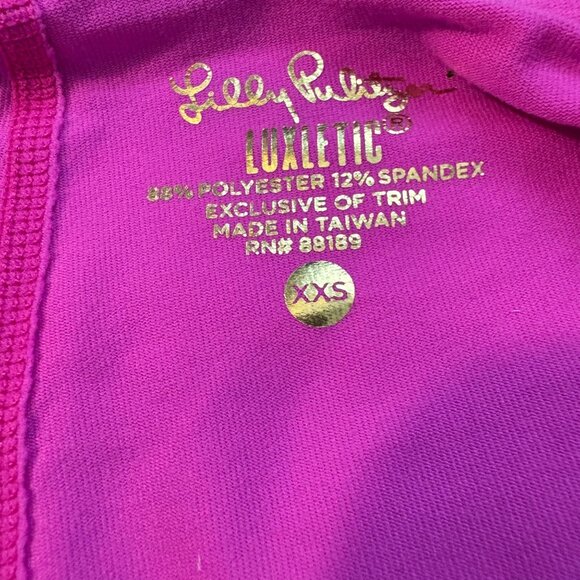 Lilly Pulitzer
LUXLETIC®
88% POLYESTER 12% SPANDEX
EXCLUSIVE OF TRIM
MADE IN TAIWAN
RN# 88189
XXS